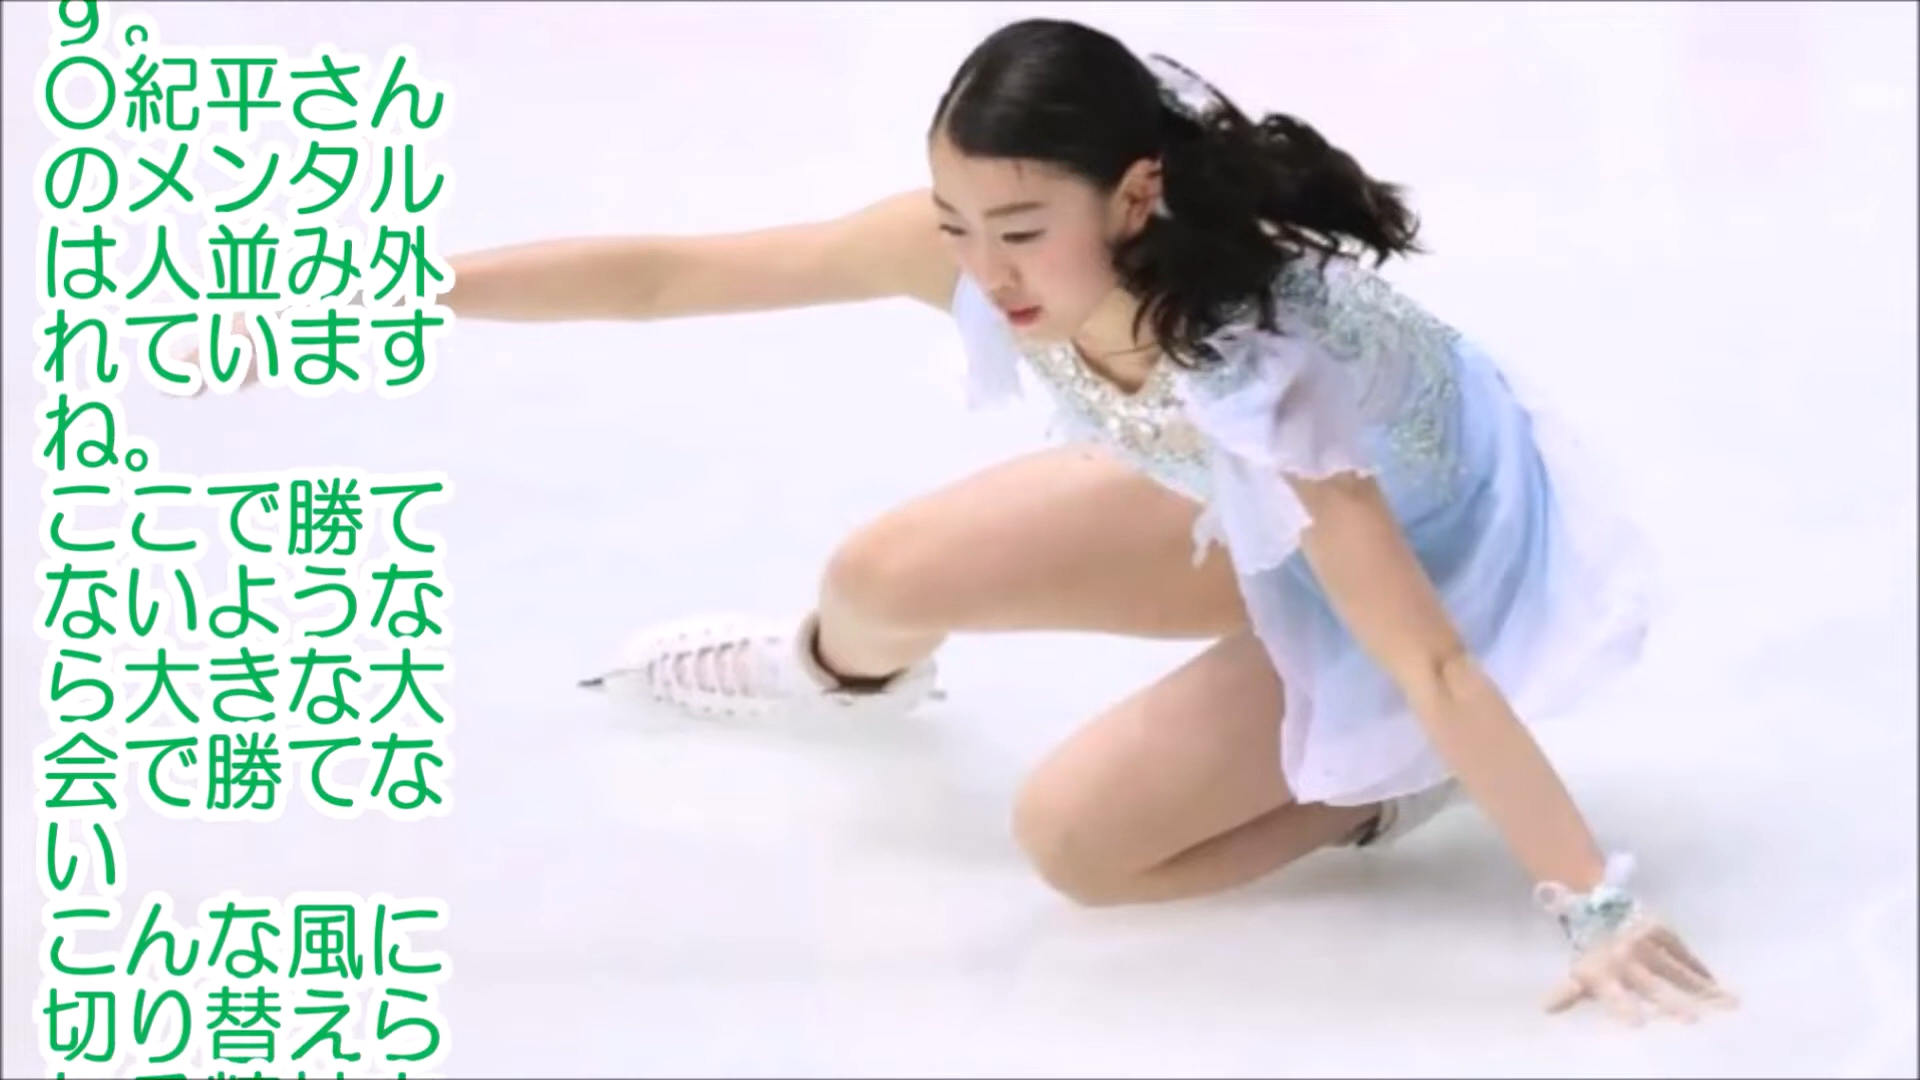 す。
〇紀平さん
のメンタル
は人並み外
れています
ね。
ここで勝て
ないような
ら大きな大
会で勝てな
い
こんな風に
切り替えら